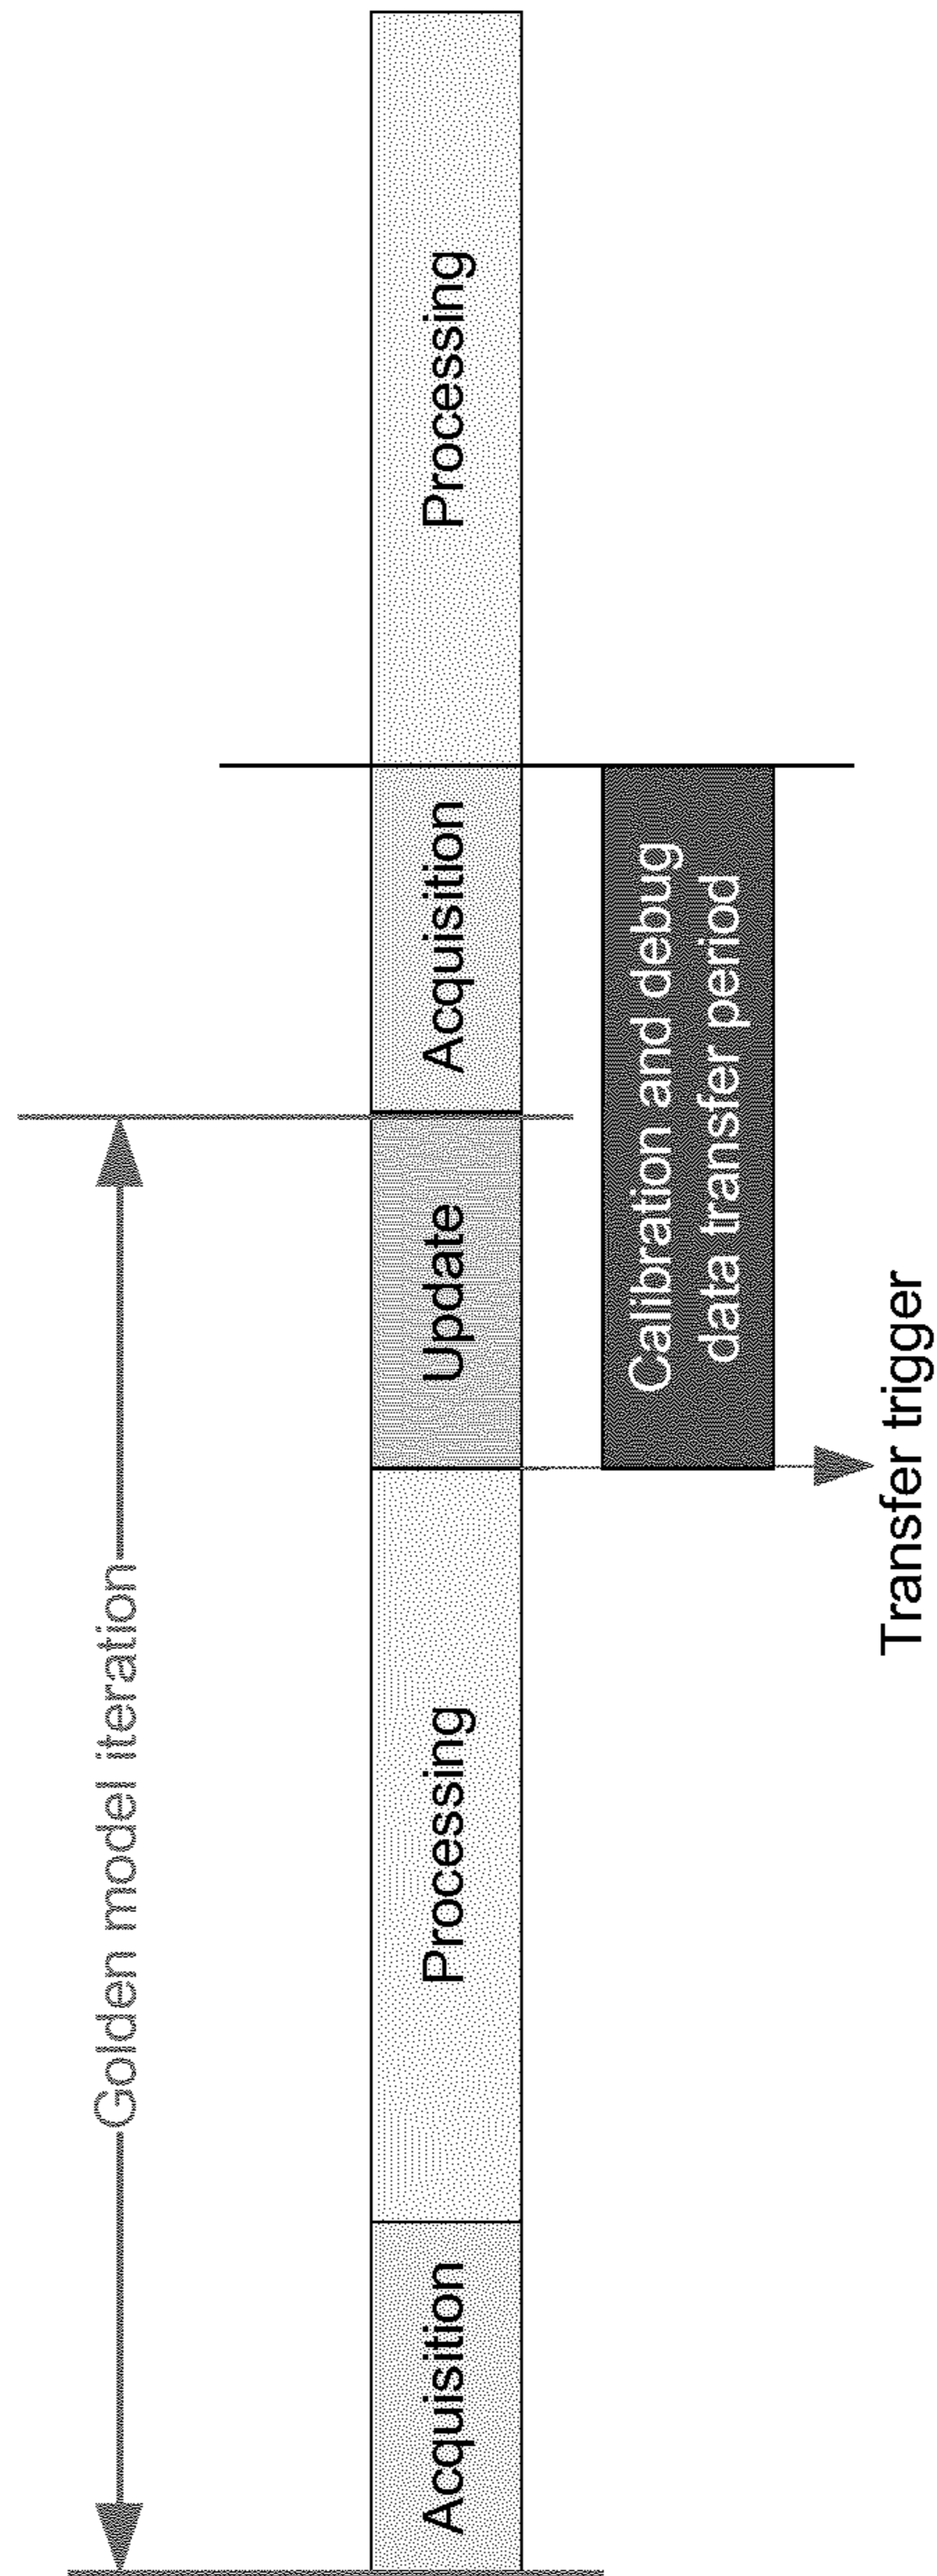 Golden model iteration
Acquisition
Processing
Update
Acquisition
Processing
Calibration and debug
data transfer period
Transfer trigger